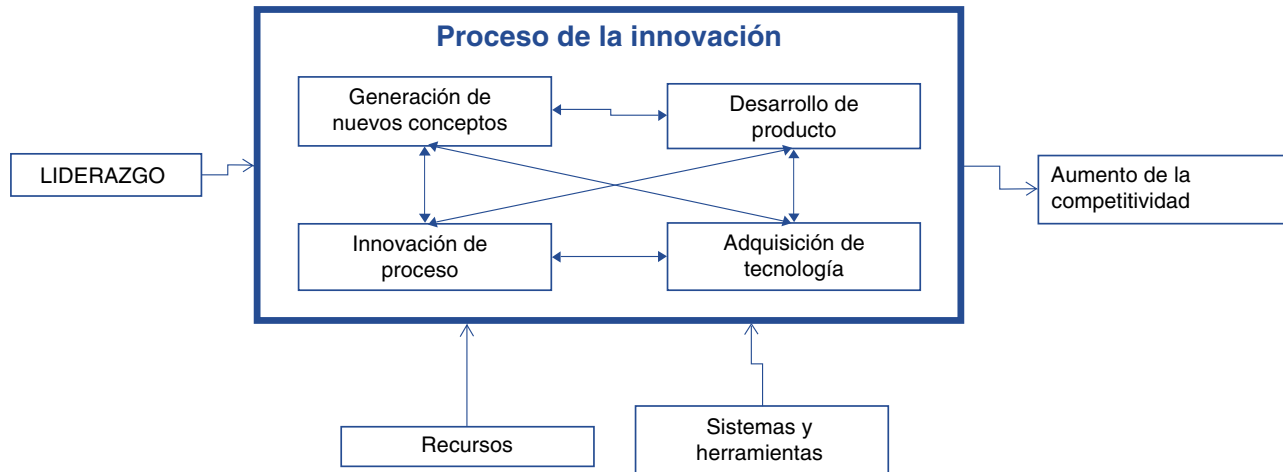 Proceso de la innovación
Generación de
nuevos conceptos
Desarrollo de
producto
LIDERAZGO
Aumento de la
competitividad
Innovación de
proceso
Adquisición de
tecnología
Recursos
Sistemas y
herramientas